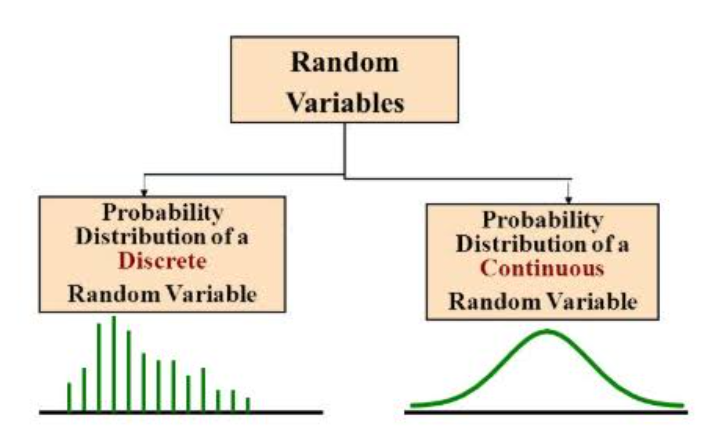 Random
Variables
Probability
Distribution of a
Discrete
Random Variable
Probability
Distribution of a
Continuous
Random Variable